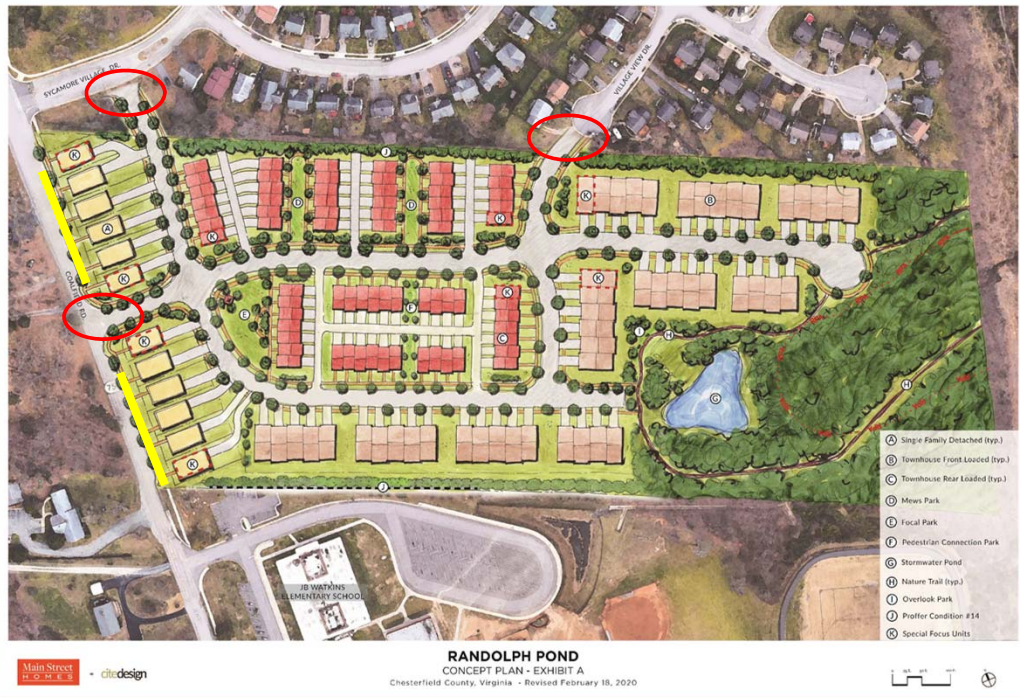 SYCAMORE VILLAGE DR.
VILLAGE VIEW DR.
K
J
K
D
D
K
K
K
B
A
K
K
COALFIELD RD.
E
F
K
C
I
H
K
G
H
K
J
JB WATKINS
ELEMENTARY SCHOOL
A Single Family Detached (typ.)
B Townhouse Front Loaded (typ.)
C Townhouse Rear Loaded (typ.)
D Mews Park
E Focal Park
F Pedestrian Connection Park
G Stormwater Pond
H Nature Trail (typ.)
I Overlook Park
J Proffer Condition #14
K Special Focus Units
Main Street
HOMES
citedesign
RANDOLPH POND
CONCEPT PLAN - EXHIBIT A
Chesterfield County, Virginia - Revised February 18, 2020